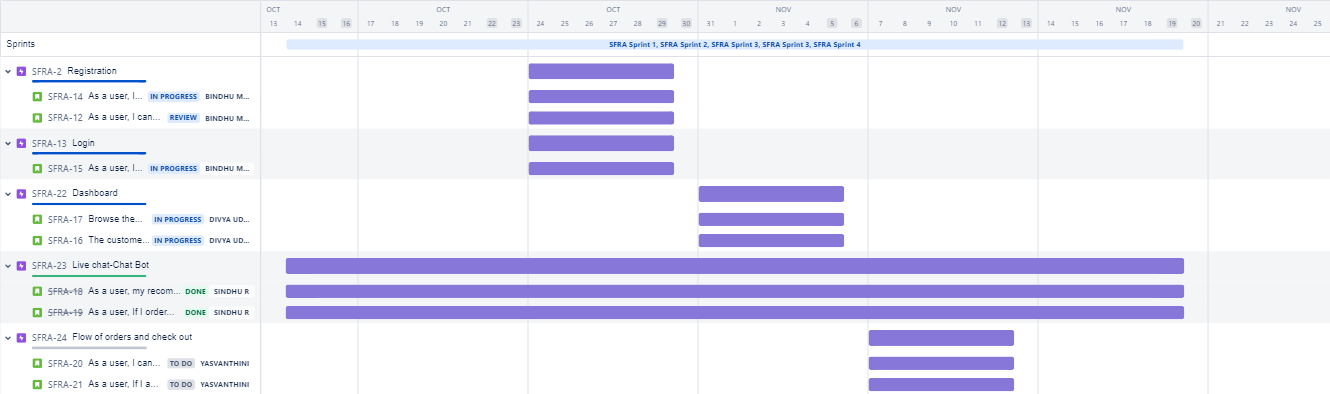 OCT OCT OCT NOV NOV NOV NOV
13 14 15 16 17 18 19 20 21 22 23 24 25 26 27 28 29 30 31 1 2 3 4 5 6 7 8 9 10 11 12 13 14 15 16 17 18 19 20 21 22 23 24 25
Sprints SFRA Sprint 1, SFRA Sprint 2, SFRA Sprint 3, SFRA Sprint 3, SFRA Sprint 4
SFRA-2 Registration
SFRA-14 As a user, I... IN PROGRESS BINDHU M...
SFRA-12 As a user, I can... REVIEW BINDHU M...
SFRA-13 Login
SFRA-15 As a user, I... IN PROGRESS BINDHU M...
SFRA-22 Dashboard
SFRA-17 Browse the... IN PROGRESS DIVYA UD...
SFRA-16 The custome... IN PROGRESS DIVYA UD...
SFRA-23 Live chat-Chat Bot
SFRA-18 As a user, my recom... DONE SINDHU R
SFRA-19 As a user, If I order... DONE SINDHU R
SFRA-24 Flow of orders and check out
SFRA-20 As a user, I can... TO DO YASVANTHINI
SFRA-21 As a user, If I a... TO DO YASVANTHINI